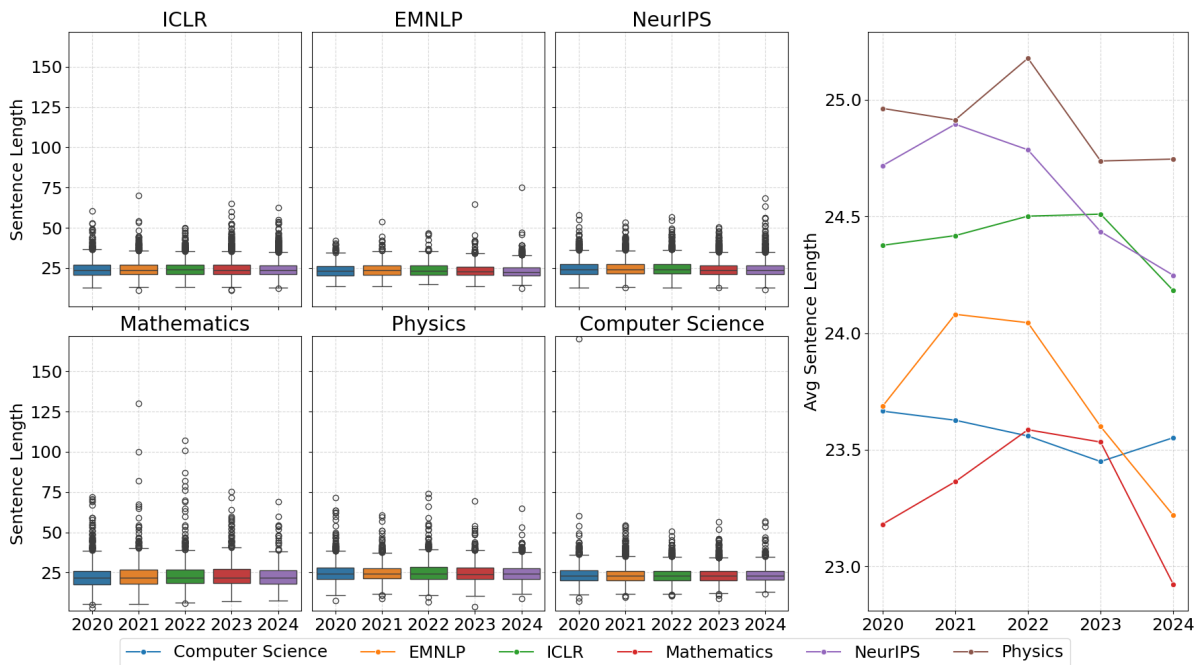 ICLR
EMNLP
NeurIPS
Sentence Length
150
125
100
75
50
25
Mathematics
Physics
Computer Science
Sentence Length
150
125
100
75
50
25
2020 2021 2022 2023 2024
2020 2021 2022 2023 2024
2020 2021 2022 2023 2024
Avg Sentence Length
25.0
24.5
24.0
23.5
23.0
2020 2021 2022 2023 2024
Computer Science EMNLP ICLR Mathematics NeurIPS Physics